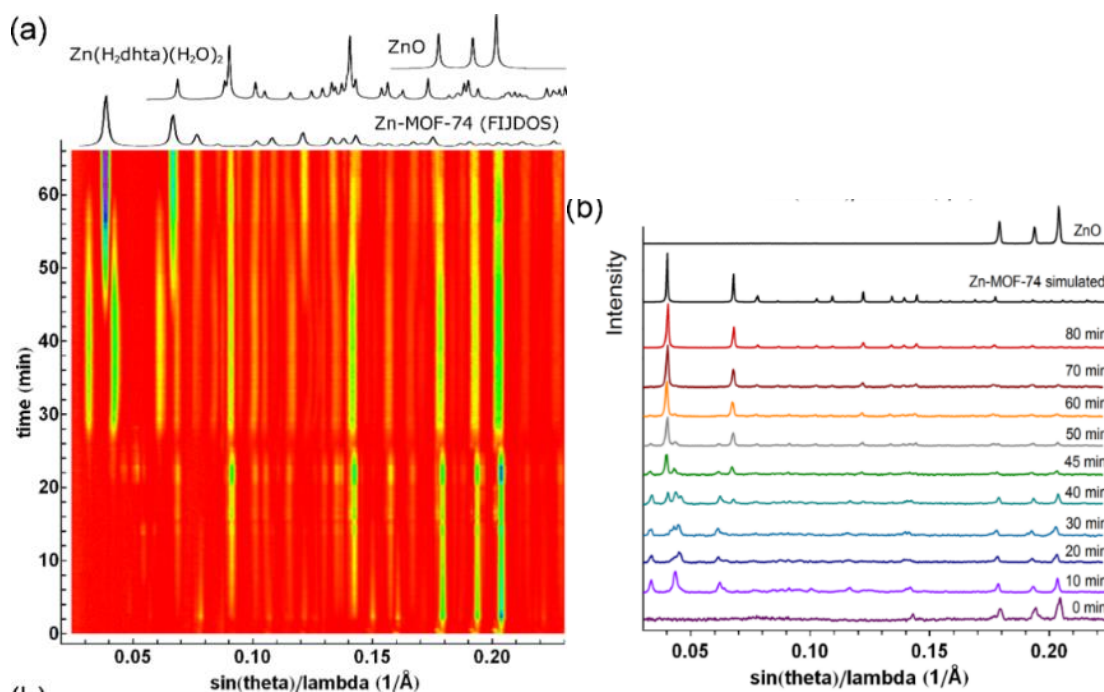 (a)
Zn(H₂dhta)(H₂O)₂
ZnO
Zn-MOF-74 (FIJDOS)
time (min)
60
50
40
30
20
10
0
0.05 0.10 0.15 0.20
sin(theta)/lambda (1/Å)
(b)
Intensity
ZnO
Zn-MOF-74 simulated
80 min
70 min
60 min
50 min
45 min
40 min
30 min
20 min
10 min
0 min
0.05 0.10 0.15 0.20
sin(theta)/lambda (1/Å)